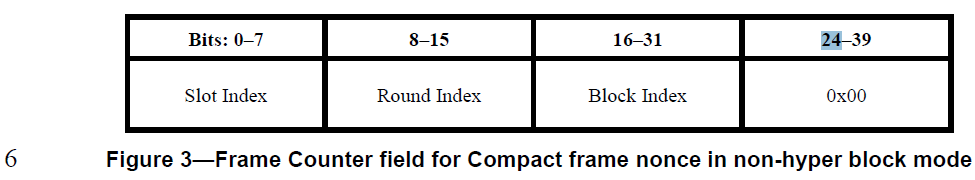 Bits: 0–7 8–15 16–31 24–39
Slot Index Round Index Block Index 0x00
6 Figure 3—Frame Counter field for Compact frame nonce in non-hyper block mode